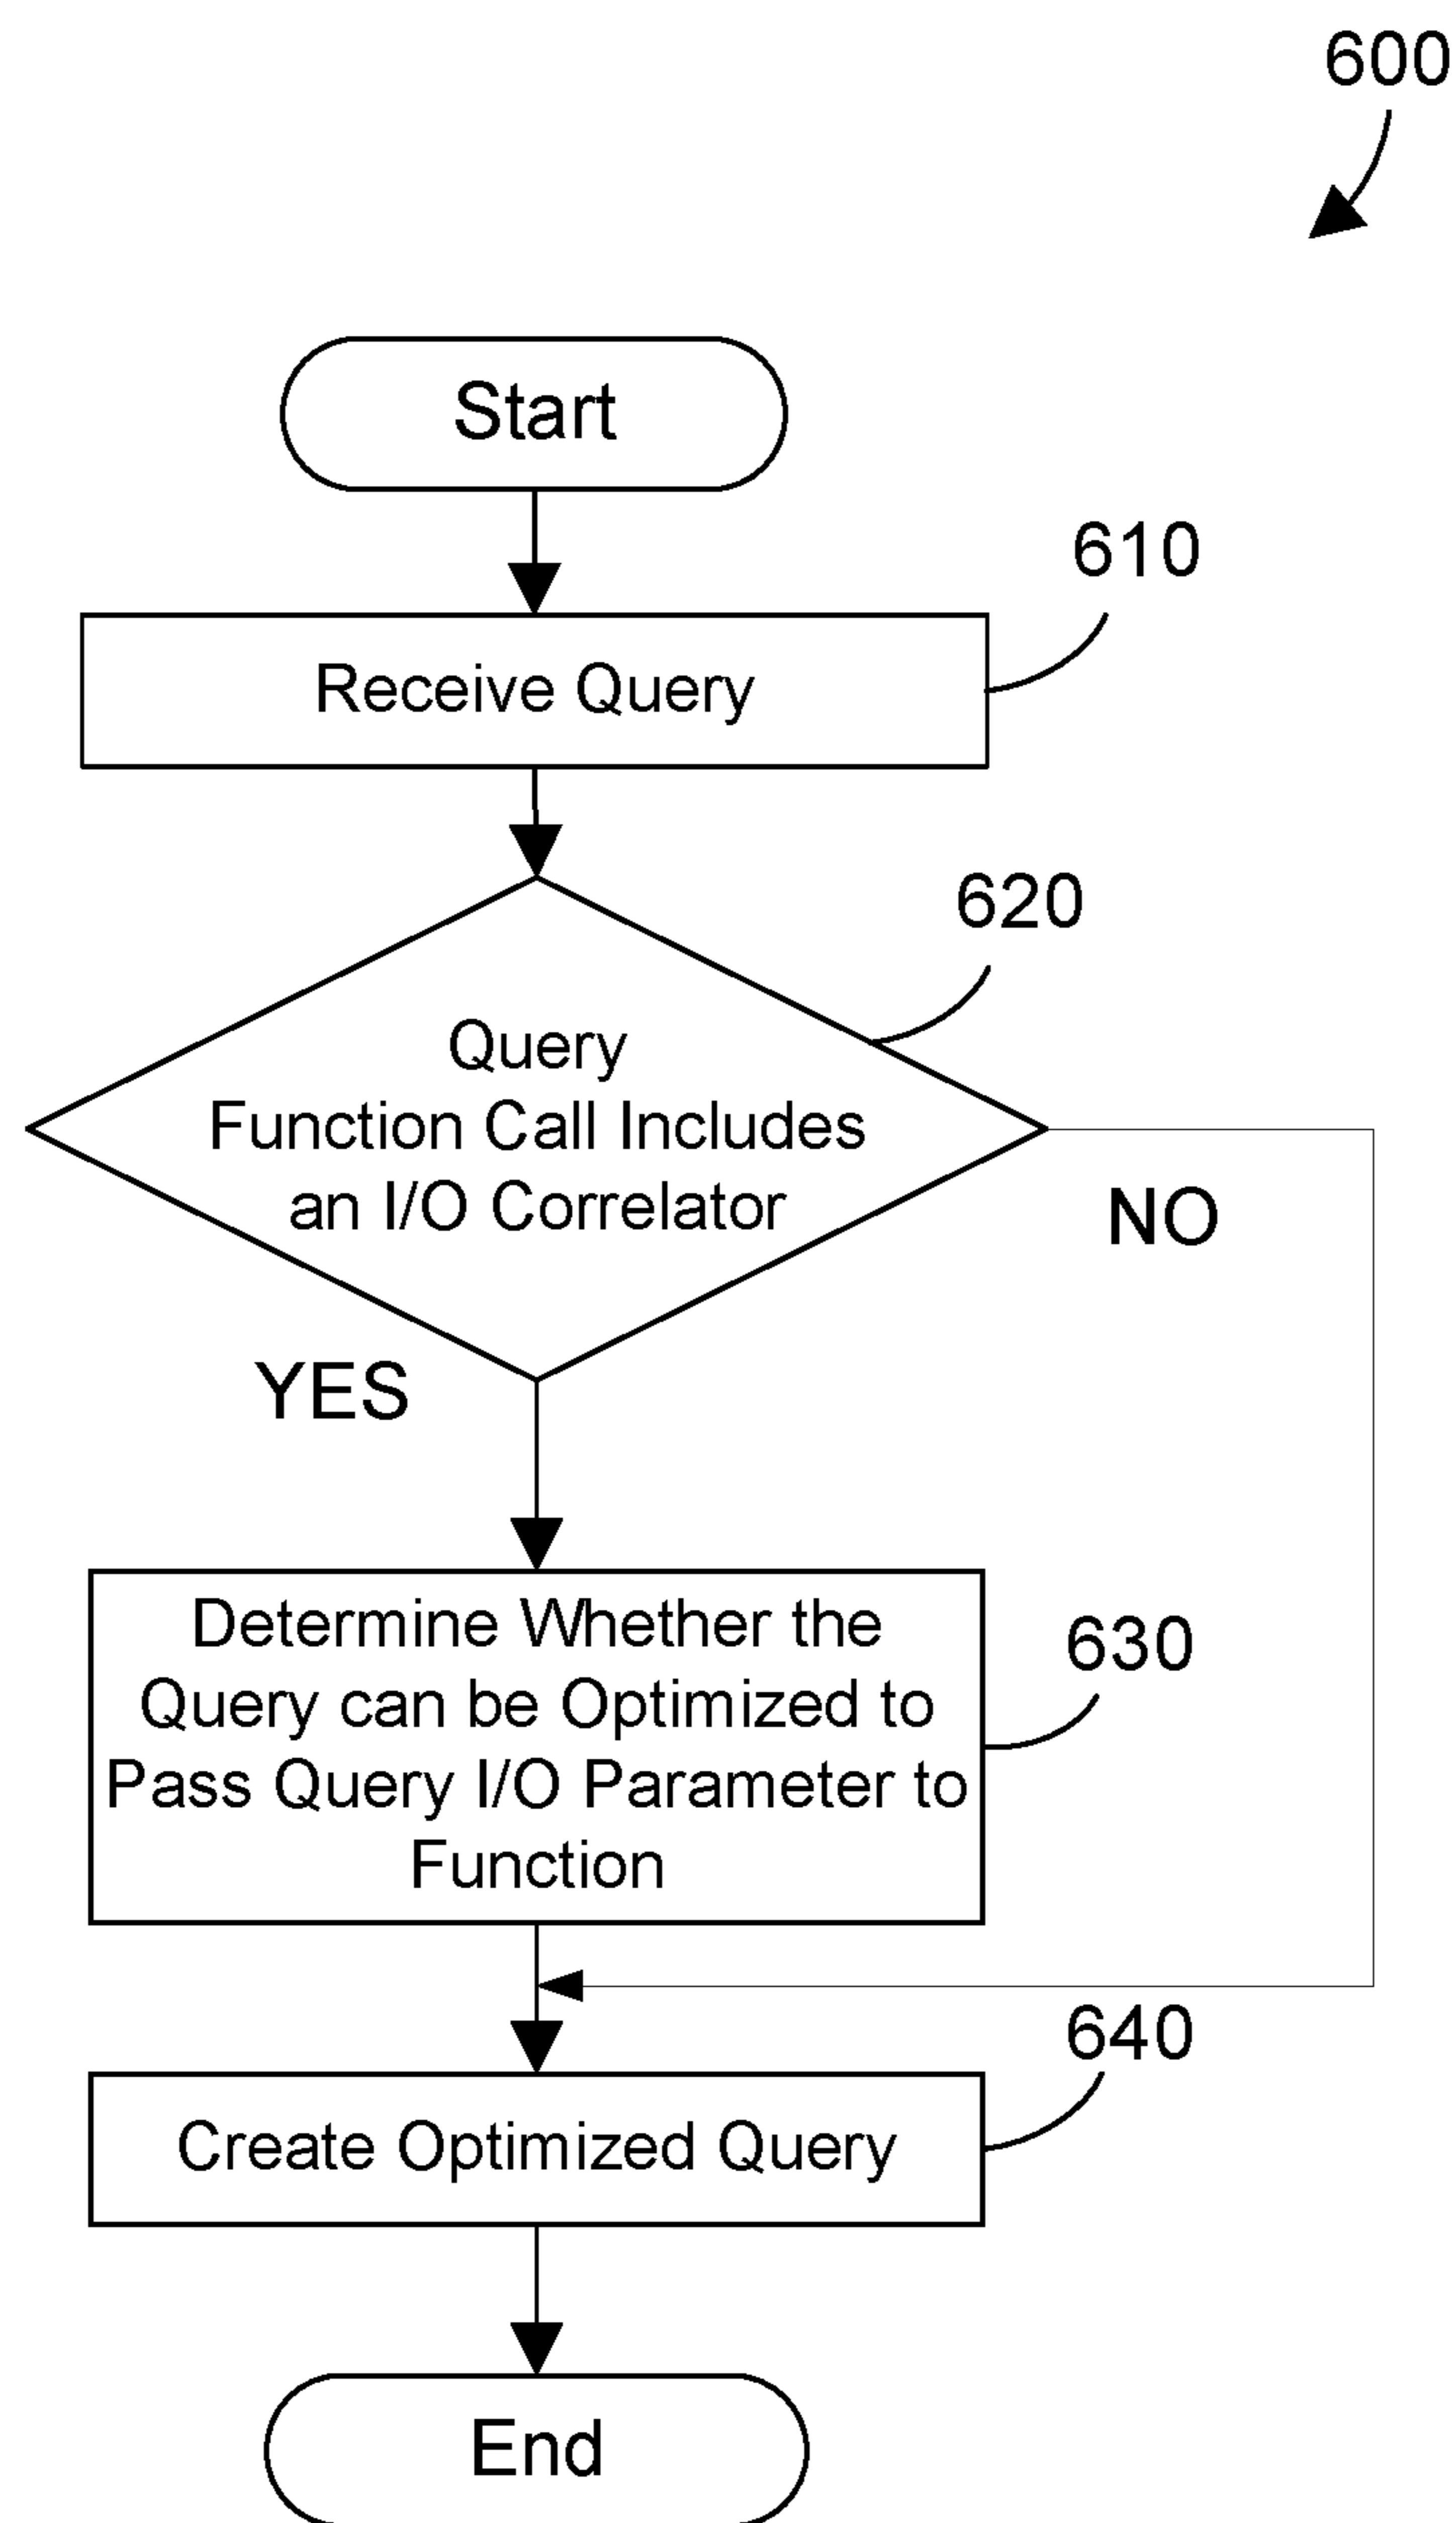 600
Start
610
Receive Query
620
Query
Function Call Includes
an I/O Correlator
NO
YES
Determine Whether the
Query can be Optimized to
Pass Query I/O Parameter to
Function
630
640
Create Optimized Query
End